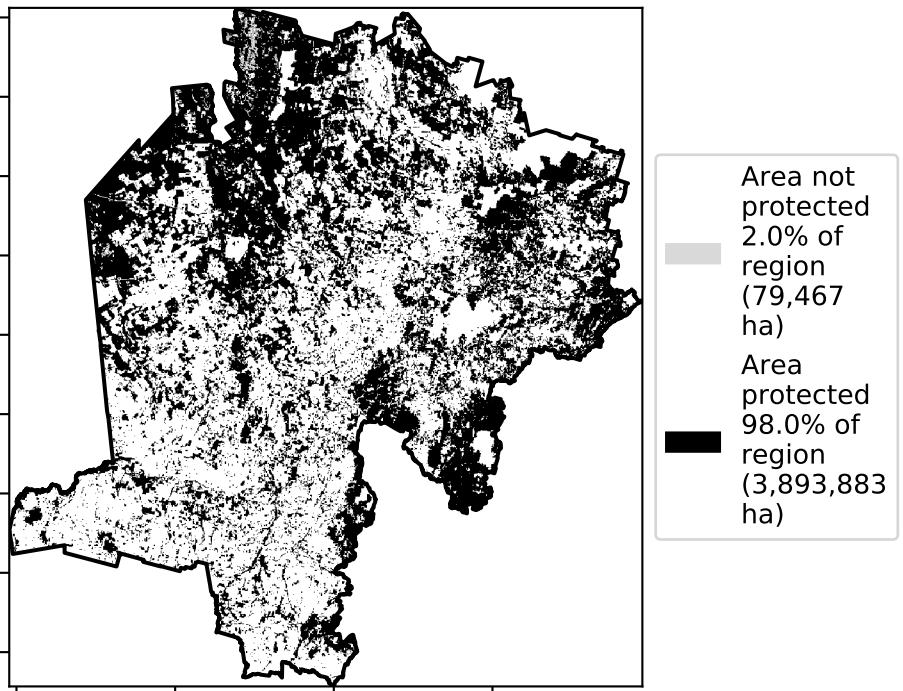 Area not
protected
2.0% of
region
(79,467
ha)
Area
protected
98.0% of
region
(3,893,883
ha)